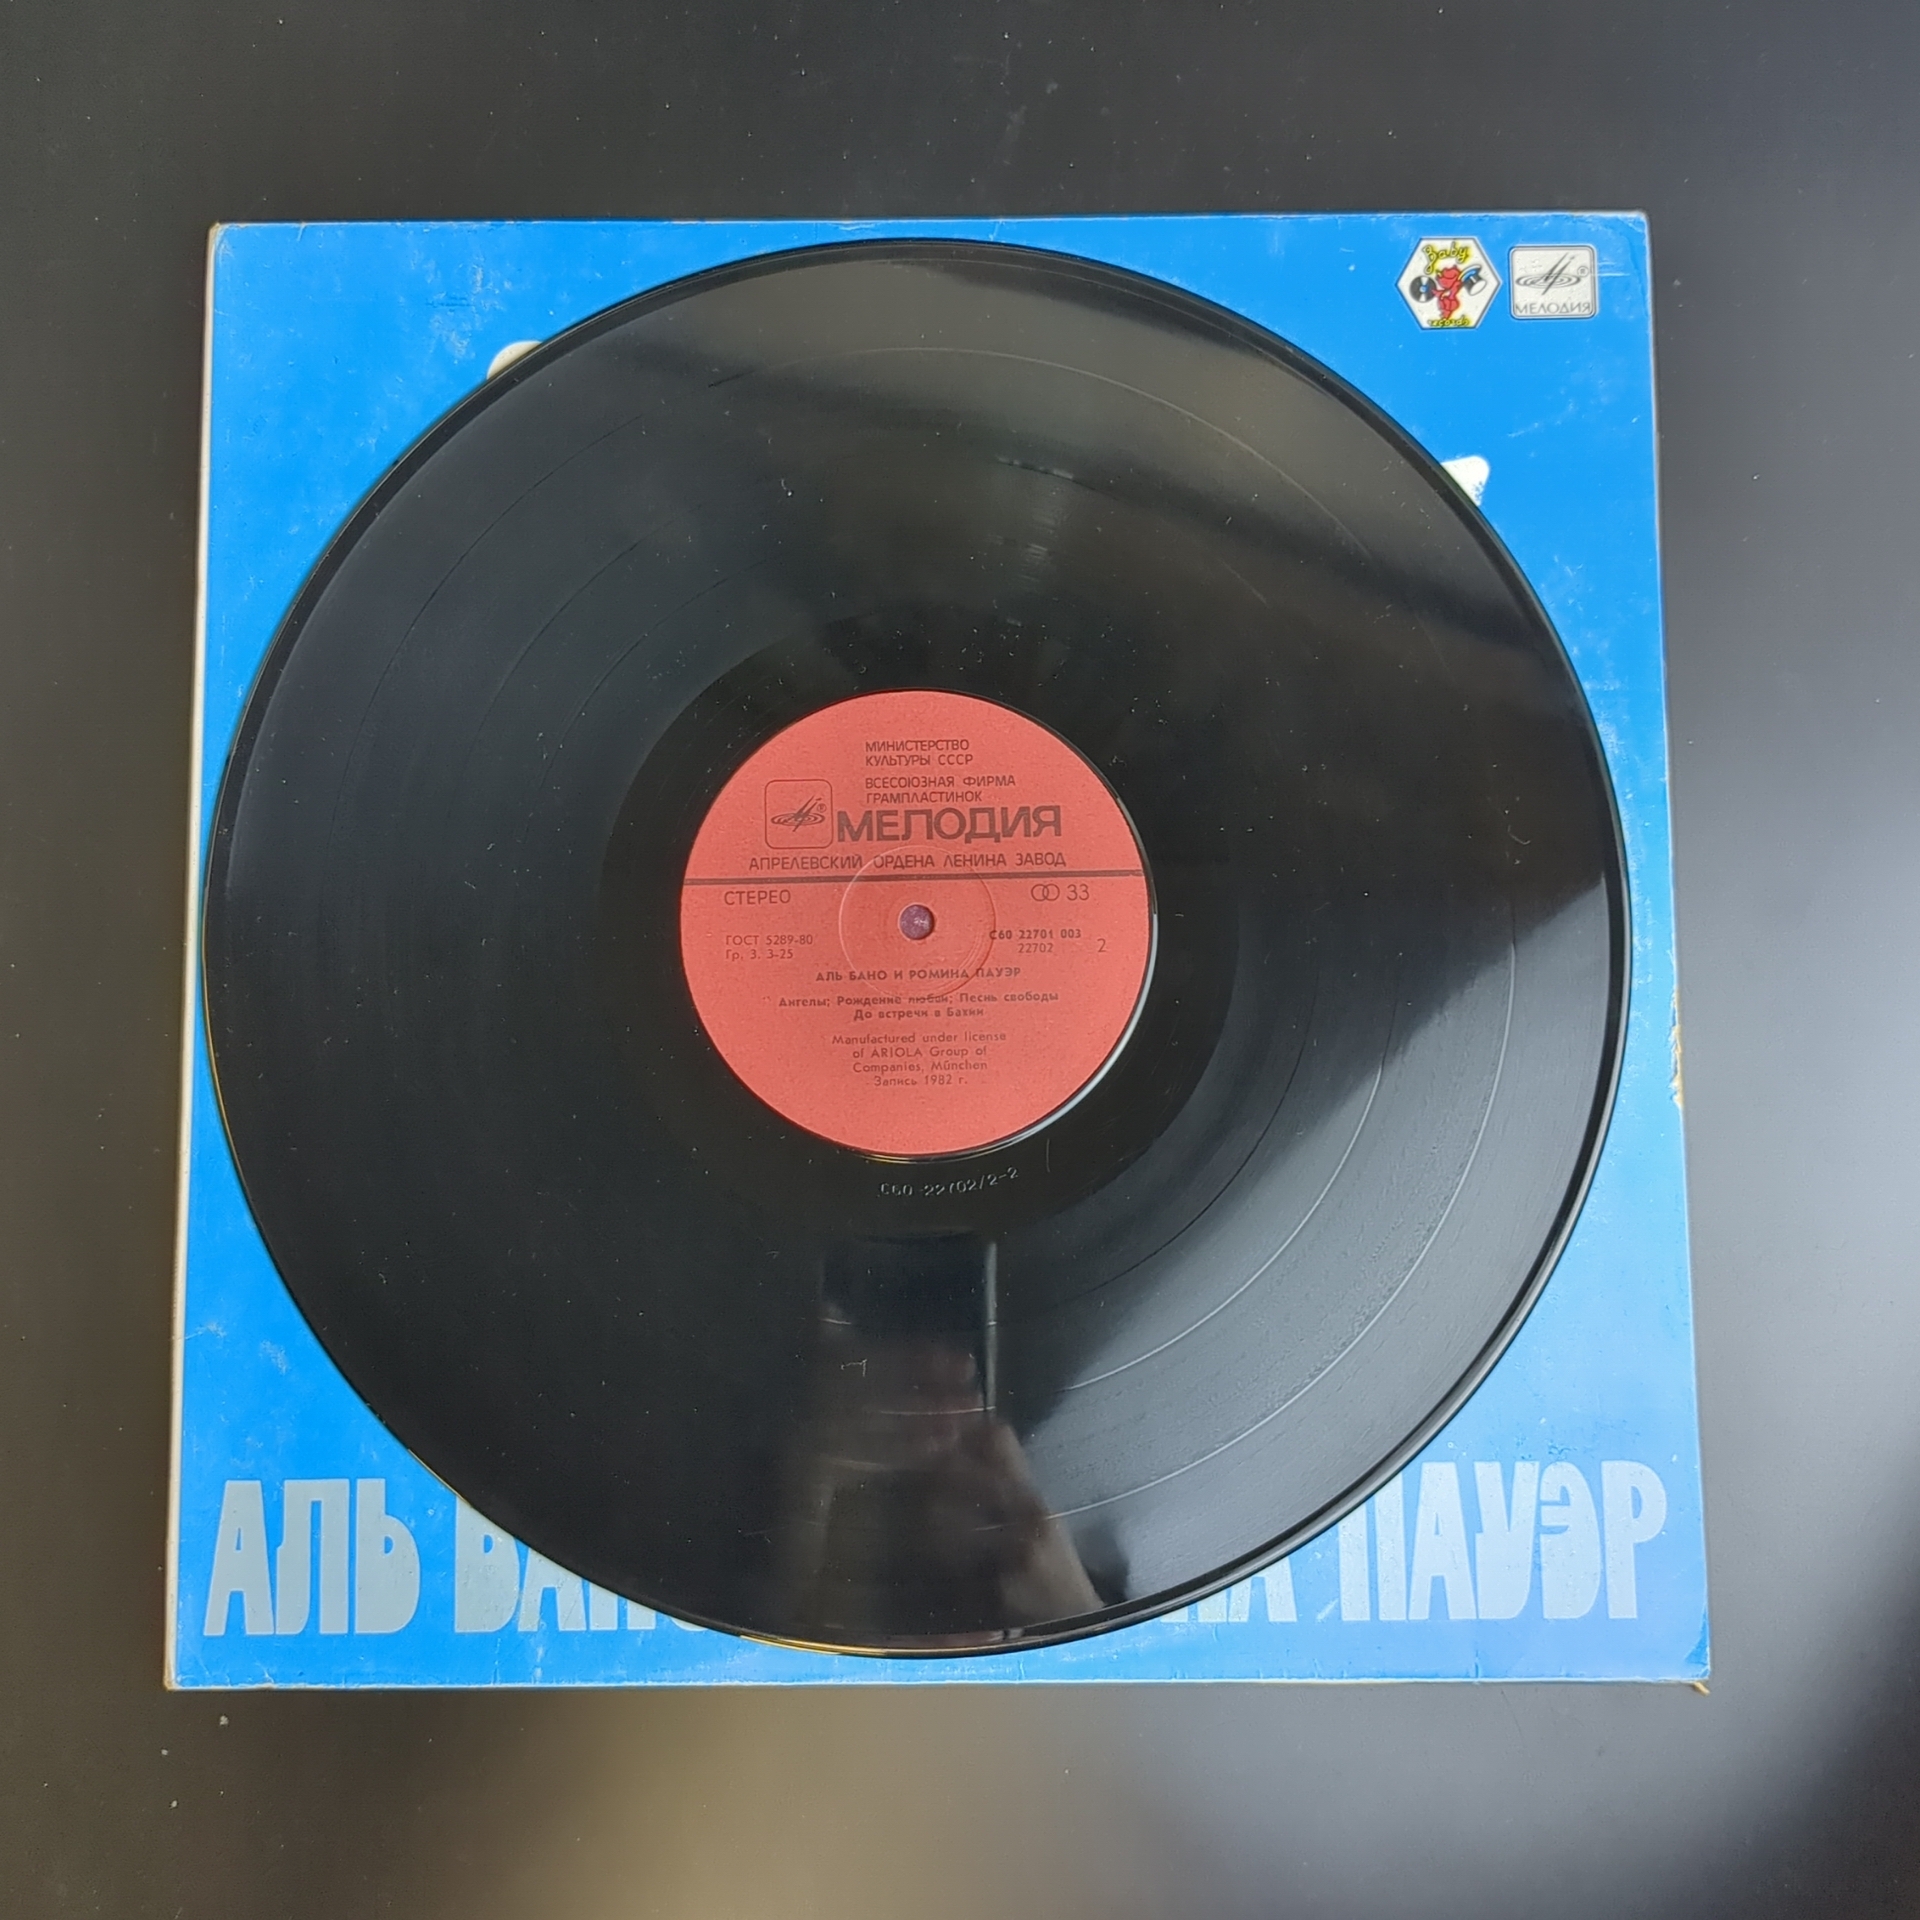 Baby
records
МЕЛОДИЯ
МИНИСТЕРСТВО
КУЛЬТУРЫ СССР
ВСЕСОЮЗНАЯ ФИРМА
ГРАМПЛАСТИНОК
МЕЛОДИЯ
АПРЕЛЕВСКИЙ ОРДЕНА ЛЕНИНА ЗАВОД
СТЕРЕО 33
ГОСТ 5289-80 С60 22701 003
Гр. 3. 3-25 22702 2
АЛЬ БАНО И РОМИНА ПАУЭР
Ангелы; Рождение любви; Песнь свободы
До встречи в Бахии
Manufactured under license
of ARIOLA Group of
Companies, München
Запись 1982 г.
С60 22702/2-2
АЛЬ ПАУЭР